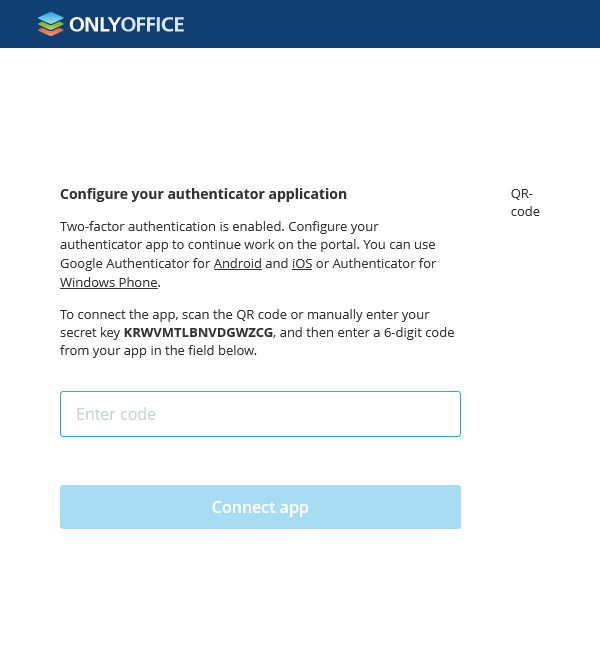 ONLYOFFICE
Configure your authenticator application
Two-factor authentication is enabled. Configure your
authenticator app to continue work on the portal. You can use
Google Authenticator for Android and iOS or Authenticator for
Windows Phone.
To connect the app, scan the QR code or manually enter your
secret key KRWVMTLBNVDGWZCG, and then enter a 6-digit code
from your app in the field below.
Enter code
Connect app
QR-
code